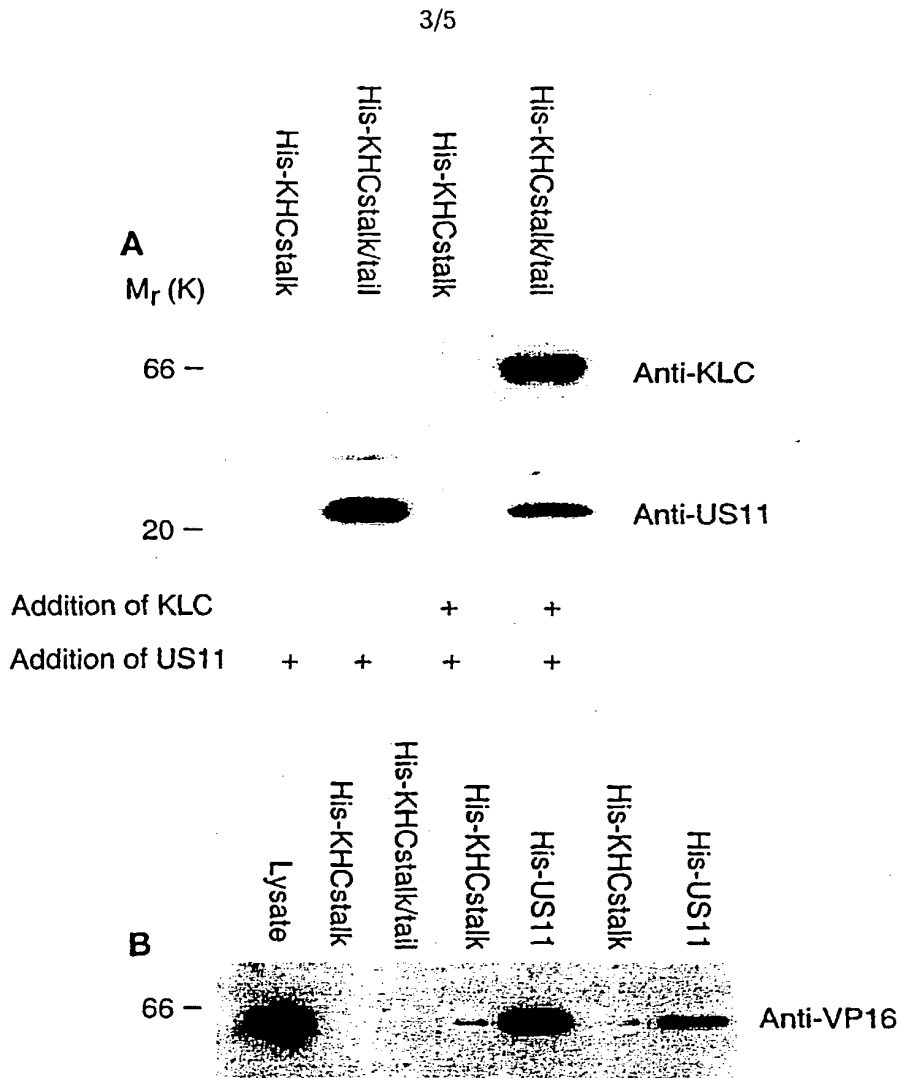 3/5
His-KHCstalk
His-KHCstalk/tail
His-KHCstalk
His-KHCstalk/tail
A
Mr (K)
66 –
Anti-KLC
20 –
Anti-US11
Addition of KLC + +
Addition of US11 + + + +
Lysate
His-KHCstalk
His-KHCstalk/tail
His-KHCstalk
His-US11
His-KHCstalk
His-US11
B
66 –
Anti-VP16